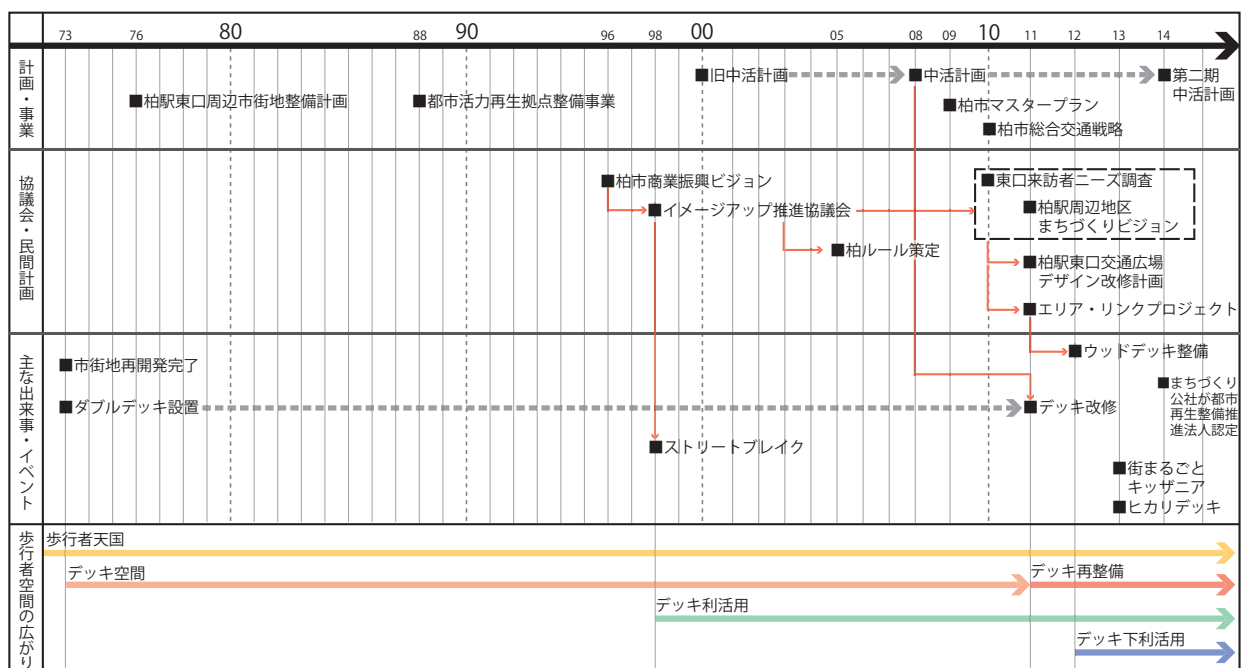 73 76 80 88 90 96 98 00 05 08 09 10 11 12 13 14
計画・事業
■旧中活計画
■中活計画
■第二期
中活計画
■柏駅東口周辺市街地整備計画
■都市活力再生拠点整備事業
■柏市マスタープラン
■柏市総合交通戦略
協議会・民間計画
■柏市商業振興ビジョン
■イメージアップ推進協議会
■柏ルール策定
■東口来訪者ニーズ調査
■柏駅周辺地区
まちづくりビジョン
■柏駅東口交通広場
デザイン改修計画
■エリア・リンクプロジェクト
主な出来事・イベント
■市街地再開発完了
■ダブルデッキ設置
■ストリートブレイク
■ウッドデッキ整備
■デッキ改修
■まちづくり
公社が都市
再生整備推
進法人認定
■街まるごと
キッザニア
■ヒカリデッキ
歩行者空間の広がり
歩行者天国
デッキ空間
デッキ再整備
デッキ利活用
デッキ下利活用